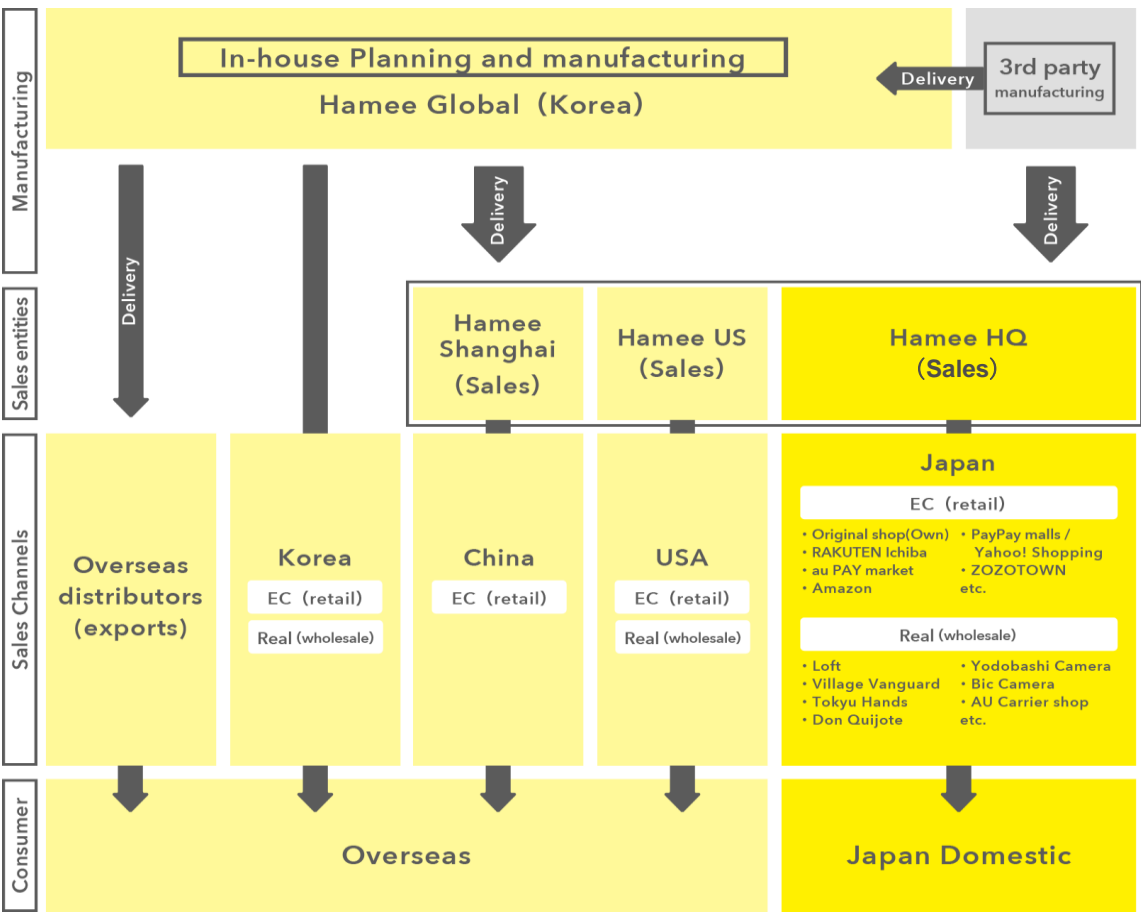 Manufacturing
In-house Planning and manufacturing
Hamee Global（Korea）
Delivery
3rd party
manufacturing
Delivery
Delivery
Delivery
Sales entities
Hamee
Shanghai
（Sales）
Hamee US
（Sales）
Hamee HQ
（Sales）
Sales Channels
Overseas
distributors
(exports)
Korea
EC（retail）
Real (wholesale)
China
EC（retail）
USA
EC（retail）
Real (wholesale)
Japan
EC（retail）
・Original shop(Own)
・RAKUTEN Ichiba
・au PAY market
・Amazon
・PayPay malls /
Yahoo! Shopping
・ZOZOTOWN
etc.
Real (wholesale)
・Loft
・Village Vanguard
・Tokyu Hands
・Don Quijote
・Yodobashi Camera
・Bic Camera
・AU Carrier shop
etc.
Consumer
Overseas
Japan Domestic